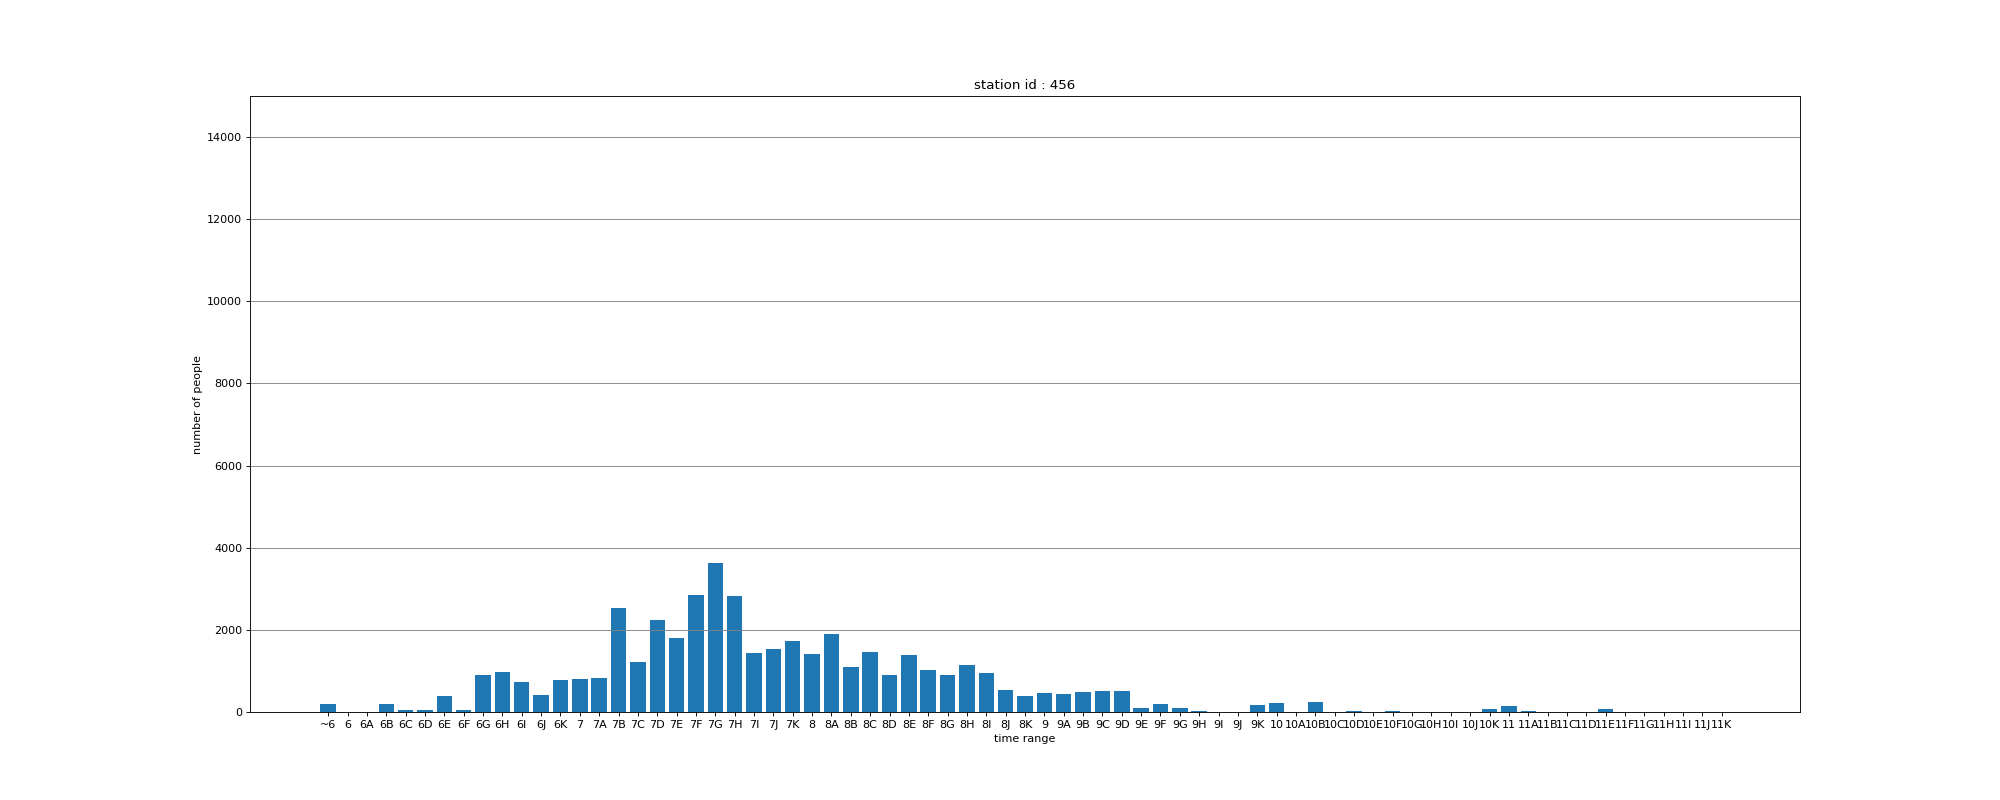 station id : 456
14000
12000
10000
8000
6000
4000
2000
0
number of people
~6 6 6A 6B 6C 6D 6E 6F 6G 6H 6I 6J 6K 7 7A 7B 7C 7D 7E 7F 7G 7H 7I 7J 7K 8 8A 8B 8C 8D 8E 8F 8G 8H 8I 8J 8K 9 9A 9B 9C 9D 9E 9F 9G 9H 9I 9J 9K 10 10A 10B 10C 10D 10E 10F 10G 10H 10I 10J 10K 11 11A 11B 11C 11D 11E 11F 11G 11H 11I 11J 11K
time range